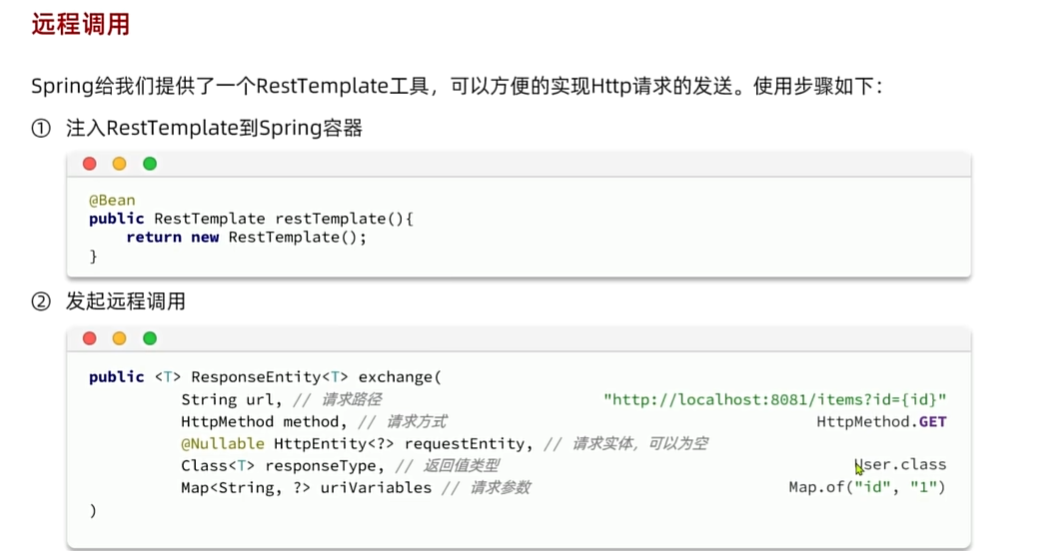 远程调用
Spring给我们提供了一个RestTemplate工具，可以方便的实现Http请求的发送。使用步骤如下：
① 注入RestTemplate到Spring容器
@Bean
public RestTemplate restTemplate(){
    return new RestTemplate();
}
② 发起远程调用
public <T> ResponseEntity<T> exchange(
String url, // 请求路径 "http://localhost:8081/items?id={id}"
HttpMethod method, // 请求方式 HttpMethod.GET
@Nullable HttpEntity<?> requestEntity, // 请求实体，可以为空
Class<T> responseType, // 返回值类型 User.class
Map<String, ?> uriVariables // 请求参数 Map.of("id", "1")
)